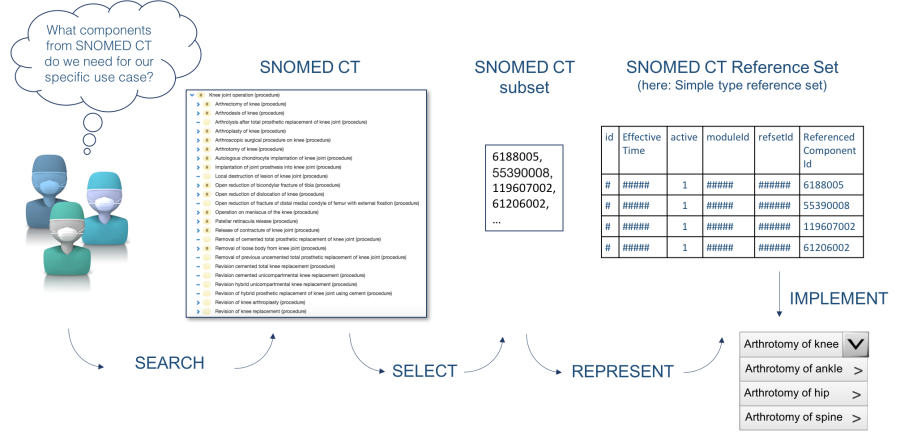 What components
from SNOMED CT
do we need for our
specific use case?
SNOMED CT
Knee joint operation (procedure)
Arthrectomy of knee (procedure)
Arthrodesis of knee (procedure)
Arthrolysis after total prosthetic replacement of knee joint (procedure)
Arthroplasty of knee (procedure)
Arthroscopic surgical procedure on knee (procedure)
Arthrotomy of knee (procedure)
Autologous chondrocyte implantation of knee joint (procedure)
Implantation of joint prosthesis into knee joint (procedure)
Local destruction of lesion of knee joint (procedure)
Open reduction of bicondylar fracture of tibia (procedure)
Open reduction of dislocation of knee (procedure)
Open reduction of fracture of distal medial condyle of femur with external fixation (procedure)
Operation on meniscus of the knee (procedure)
Patellar retinacula release (procedure)
Release of contracture of knee joint (procedure)
Removal of cemented total prosthetic replacement of knee joint (procedure)
Removal of loose body from knee joint (procedure)
Removal of previous uncemented total prosthetic replacement of knee joint (procedure)
Revision cemented total knee replacement (procedure)
Revision cemented unicompartmental knee replacement (procedure)
Revision hybrid unicompartmental knee replacement (procedure)
Revision of hybrid prosthetic replacement of knee joint using cement (procedure)
Revision of knee arthroplasty (procedure)
Revision of knee replacement (procedure)
SNOMED CT
subset
6188005,
55390008,
119607002,
61206002,
...
SNOMED CT Reference Set
(here: Simple type reference set)
id Effective Time active moduleId refsetId Referenced Component Id
# ##### 1 ##### ###### 6188005
# ##### 1 ##### ###### 55390008
# ##### 1 ##### ###### 119607002
# ##### 1 ##### ###### 61206002
SEARCH
SELECT
REPRESENT
IMPLEMENT
Arthrotomy of knee
Arthrotomy of ankle >
Arthrotomy of hip >
Arthrotomy of spine >